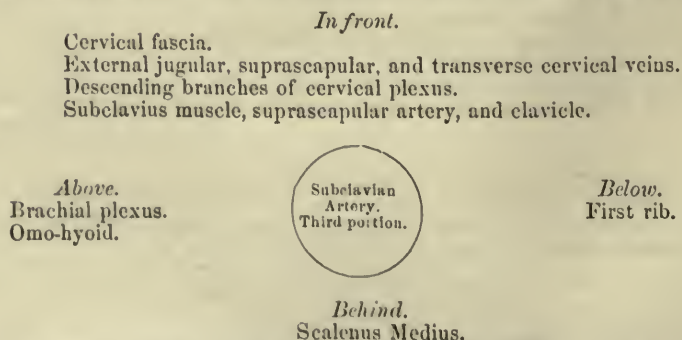 In front.
Cervical fascia.
External jugular, suprascapular, and transverse cervical veins.
Descending branches of cervical plexus.
Subclavius muscle, suprascapular artery, and clavicle.
Above.
Brachial plexus.
Omo-hyoid.
Subclavian
Artery.
Third portion.
Below.
First rib.
Behind.
Scalenus Medius.